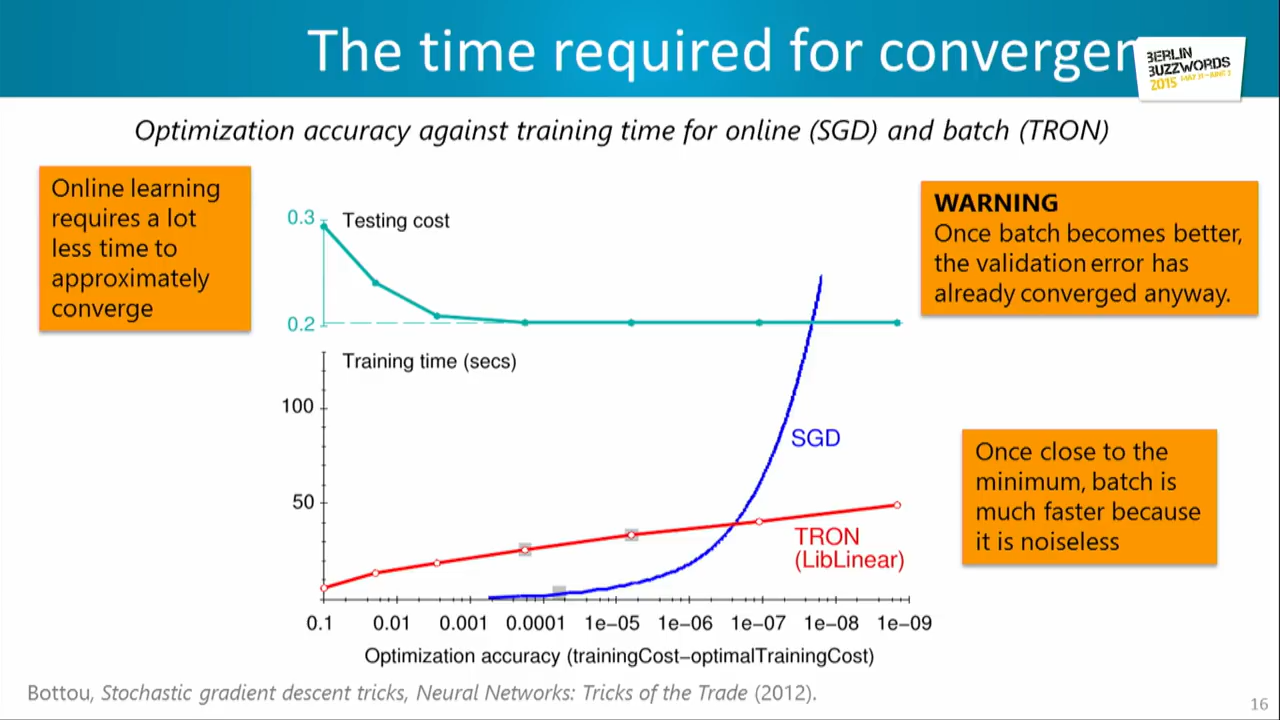 The time required for convergen
BERLIN
BUZZWORDS
2015 MAY 31-JUNE 3
Optimization accuracy against training time for online (SGD) and batch (TRON)
Online learning
requires a lot
less time to
approximately
converge
WARNING
Once batch becomes better,
the validation error has
already converged anyway.
0.3
Testing cost
0.2
Training time (secs)
100
50
SGD
TRON
(LibLinear)
Once close to the
minimum, batch is
much faster because
it is noiseless
0.1 0.01 0.001 0.0001 1e−05 1e−06 1e−07 1e−08 1e−09
Optimization accuracy (trainingCost−optimalTrainingCost)
Bottou, Stochastic gradient descent tricks, Neural Networks: Tricks of the Trade (2012).
16